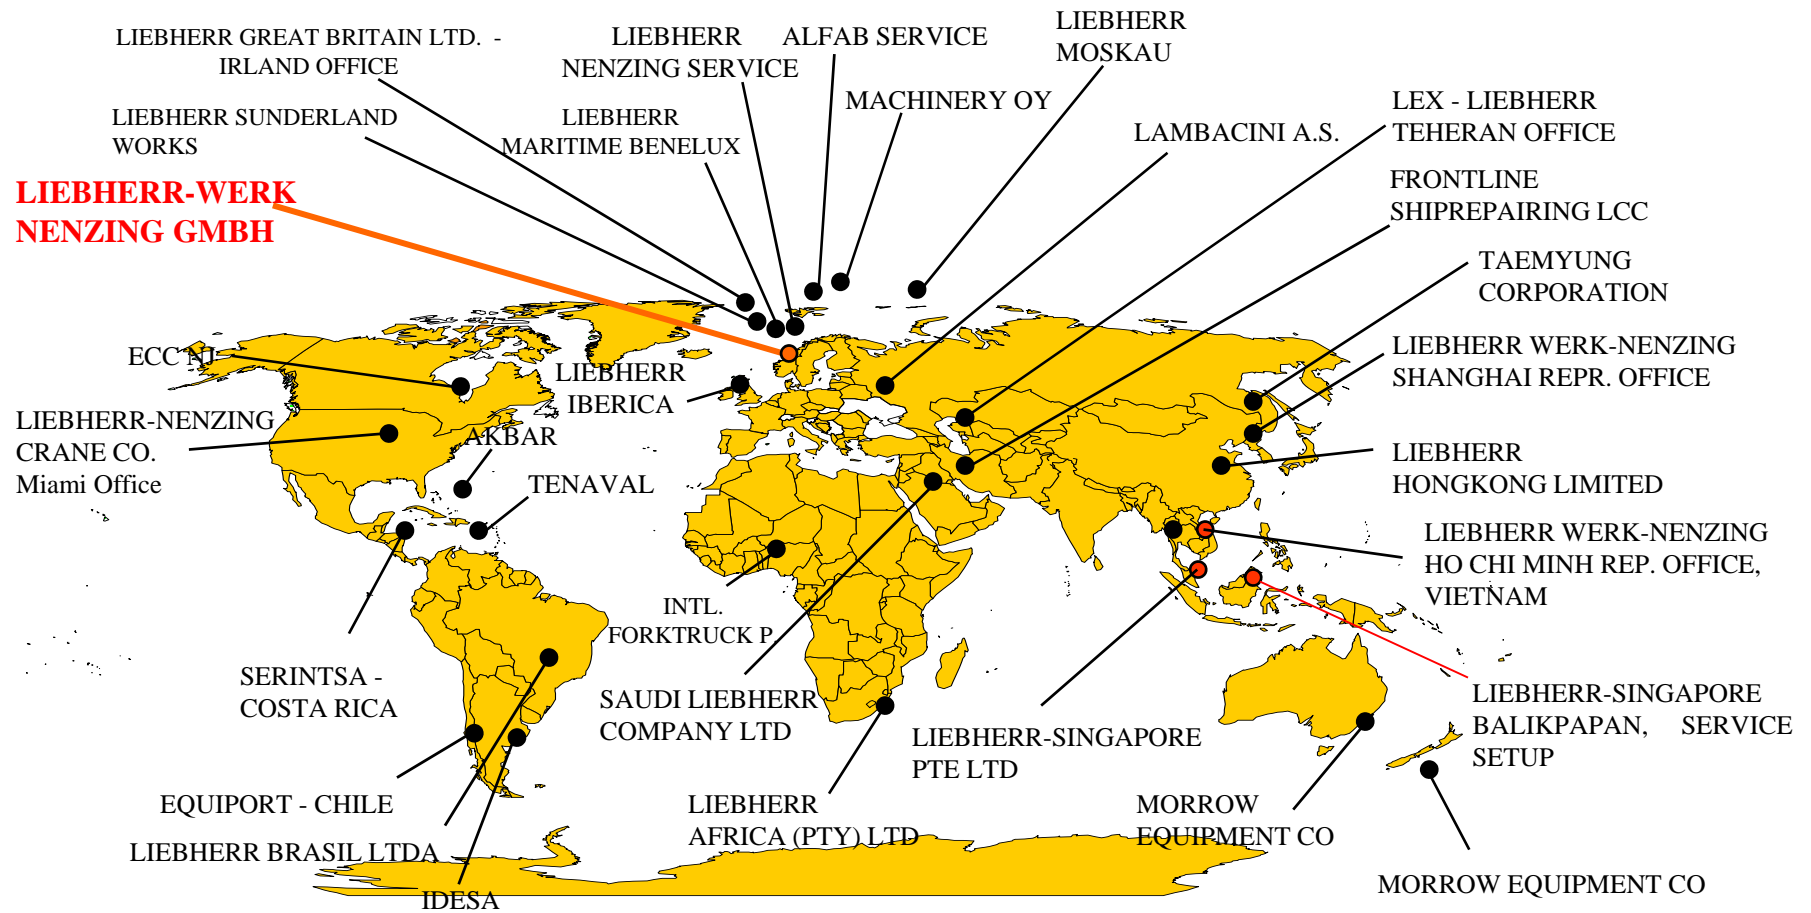 LIEBHERR GREAT BRITAIN LTD. -
IRLAND OFFICE
LIEBHERR
NENZING SERVICE
ALFAB SERVICE
LIEBHERR
MOSKAU
LIEBHERR SUNDERLAND
WORKS
LIEBHERR
MARITIME BENELUX
MACHINERY OY
LAMBACINI A.S.
LEX - LIEBHERR
TEHERAN OFFICE
LIEBHERR-WERK
NENZING GMBH
FRONTLINE
SHIPREPAIRING LCC
TAEMYUNG
CORPORATION
ECC NJ
LIEBHERR
IBERICA
LIEBHERR WERK-NENZING
SHANGHAI REPR. OFFICE
LIEBHERR-NENZING
CRANE CO.
Miami Office
AKBAR
TENAVAL
LIEBHERR
HONGKONG LIMITED
LIEBHERR WERK-NENZING
HO CHI MINH REP. OFFICE,
VIETNAM
INTL.
FORKTRUCK P.
SERINTSA -
COSTA RICA
SAUDI LIEBHERR
COMPANY LTD
LIEBHERR-SINGAPORE
PTE LTD
LIEBHERR-SINGAPORE
BALIKPAPAN, SERVICE
SETUP
EQUIPORT - CHILE
LIEBHERR
AFRICA (PTY) LTD
MORROW
EQUIPMENT CO
LIEBHERR BRASIL LTDA
IDESA
MORROW EQUIPMENT CO